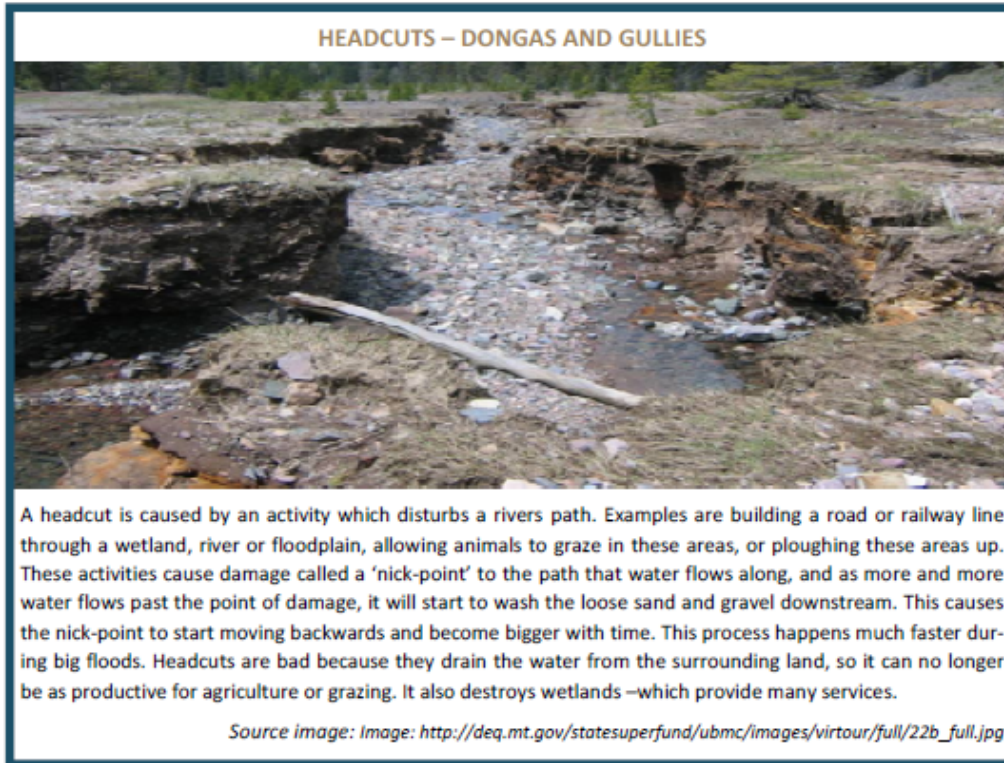 HEADCUTS – DONGAS AND GULLIES
A headcut is caused by an activity which disturbs a rivers path. Examples are building a road or railway line
through a wetland, river or floodplain, allowing animals to graze in these areas, or ploughing these areas up.
These activities cause damage called a ‘nick-point’ to the path that water flows along, and as more and more
water flows past the point of damage, it will start to wash the loose sand and gravel downstream. This causes
the nick-point to start moving backwards and become bigger with time. This process happens much faster dur-
ing big floods. Headcuts are bad because they drain the water from the surrounding land, so it can no longer
be as productive for agriculture or grazing. It also destroys wetlands –which provide many services.
Source image: Image: http://deq.mt.gov/statesuperfund/ubmc/images/virtour/full/22b_full.jpg